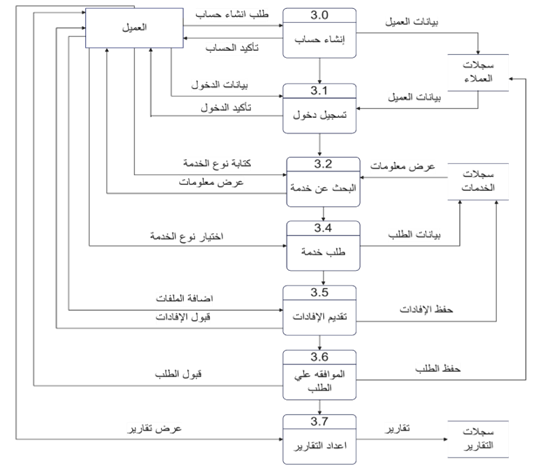 العميل
طلب انشاء حساب
تأكيد الحساب
3.0
إنشاء حساب
بيانات العميل
سجلات
العملاء
بيانات الدخول
تأكيد الدخول
3.1
تسجيل دخول
بيانات العميل
كتابة نوع الخدمة
عرض معلومات
3.2
البحث عن خدمة
عرض معلومات
سجلات
الخدمات
اختيار نوع الخدمة
3.4
طلب خدمة
بيانات الطلب
اضافة الملفات
قبول الإفادات
3.5
تقديم الإفادات
حفظ الإفادات
قبول الطلب
3.6
الموافقه علي
الطلب
حفظ الطلب
عرض تقارير
3.7
اعداد التقارير
تقارير
سجلات
التقارير